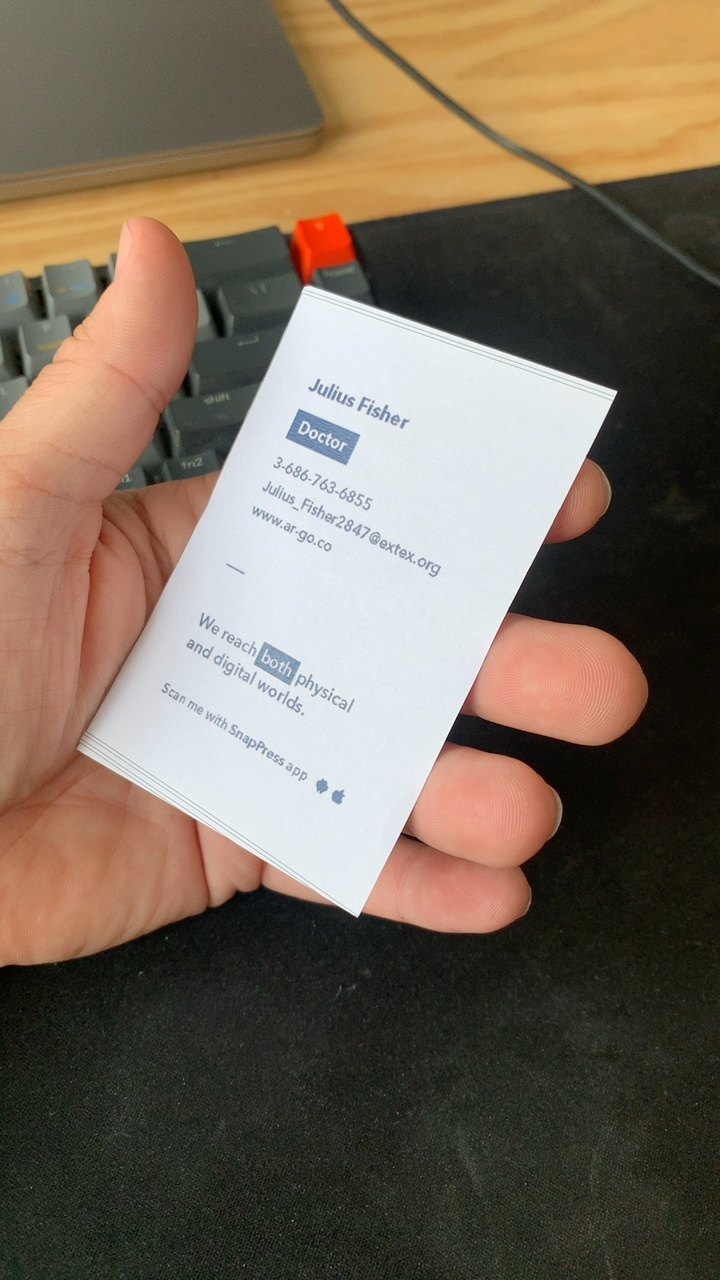 Julius Fisher
Doctor
3-686-763-6855
Julius_Fisher2847@extex.org
www.ar-go.co
—
We reach both physical
and digital worlds.
Scan me with SnapPress app
shift
fn2